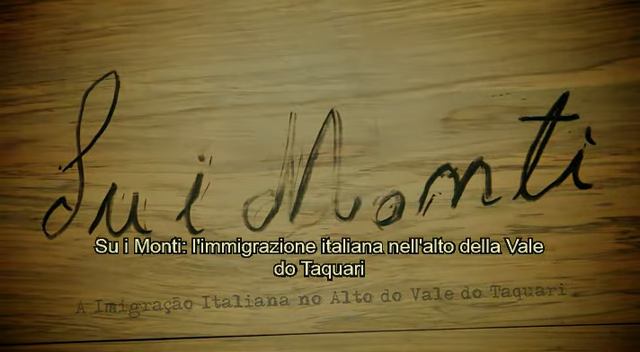 Su i Monti
Su i Monti: l'immigrazione italiana nell'alto della Vale
do Taquari
A Imigração Italiana no Alto do Vale do Taquari.